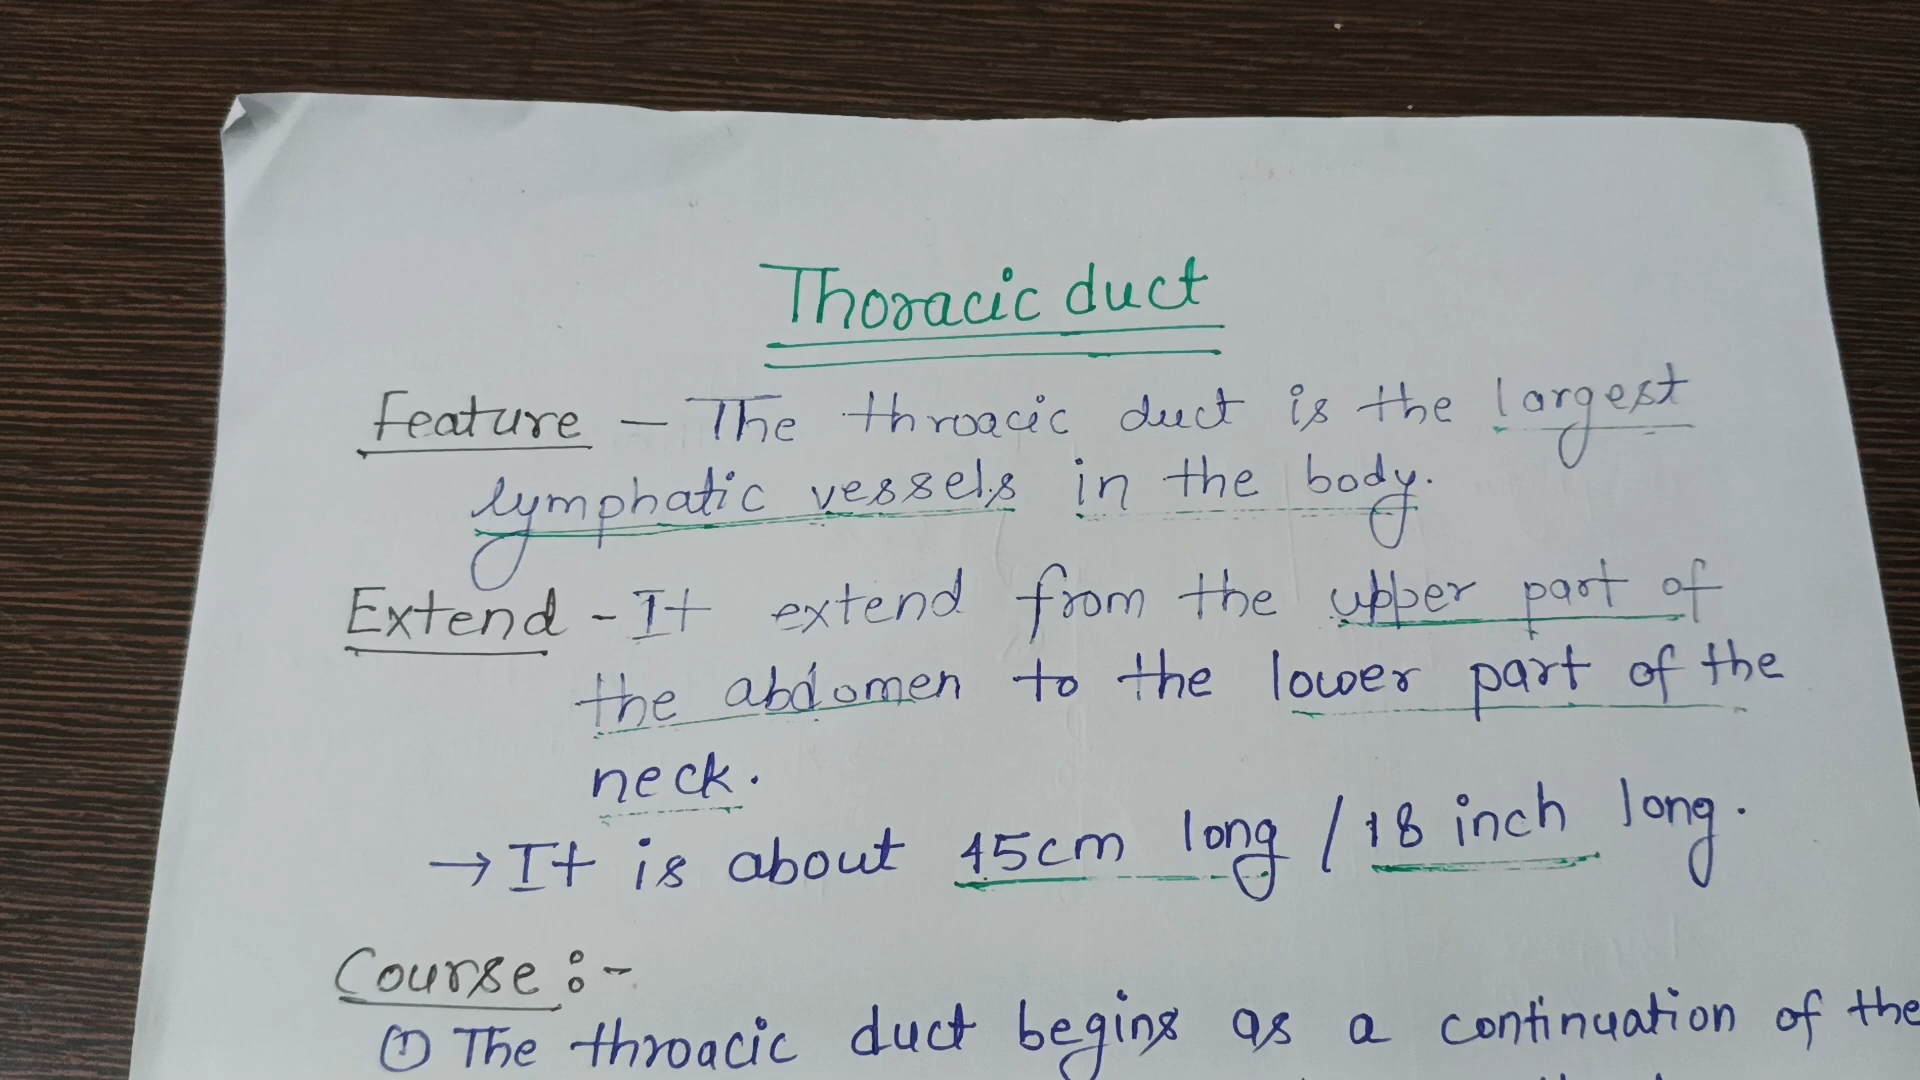 Thoracic duct
Feature - The throacic duct is the largest
lymphatic vessels in the body.
Extend - It extend from the upper part of
the abdomen to the lower part of the
neck.
→ It is about 45cm long / 18 inch long.
Course :-
① The throacic duct begins as a continuation of the